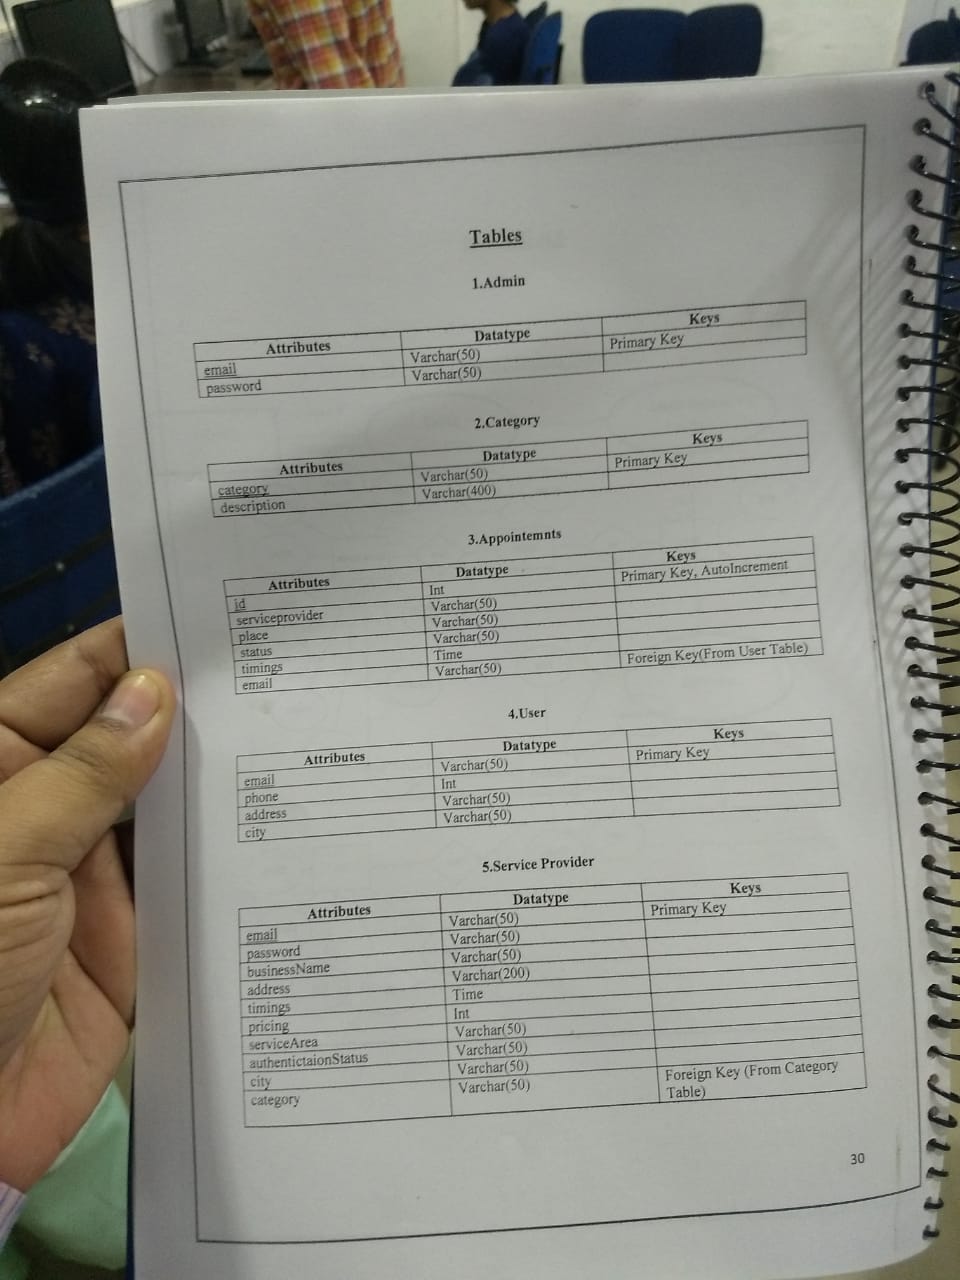 Tables
1.Admin
Attributes Datatype Keys
email Varchar(50) Primary Key
password Varchar(50)
2.Category
Attributes Datatype Keys
category Varchar(50) Primary Key
description Varchar(400)
3.Appointemnts
Attributes Datatype Keys
id Int Primary Key, AutoIncrement
serviceprovider Varchar(50)
place Varchar(50)
status Varchar(50)
timings Time
email Varchar(50) Foreign Key(From User Table)
4.User
Attributes Datatype Keys
email Varchar(50) Primary Key
phone Int
address Varchar(50)
city Varchar(50)
5.Service Provider
Attributes Datatype Keys
email Varchar(50) Primary Key
password Varchar(50)
businessName Varchar(50)
address Varchar(200)
timings Time
pricing Int
serviceArea Varchar(50)
authentictaionStatus Varchar(50)
city Varchar(50)
category Varchar(50) Foreign Key (From Category
Table)
30